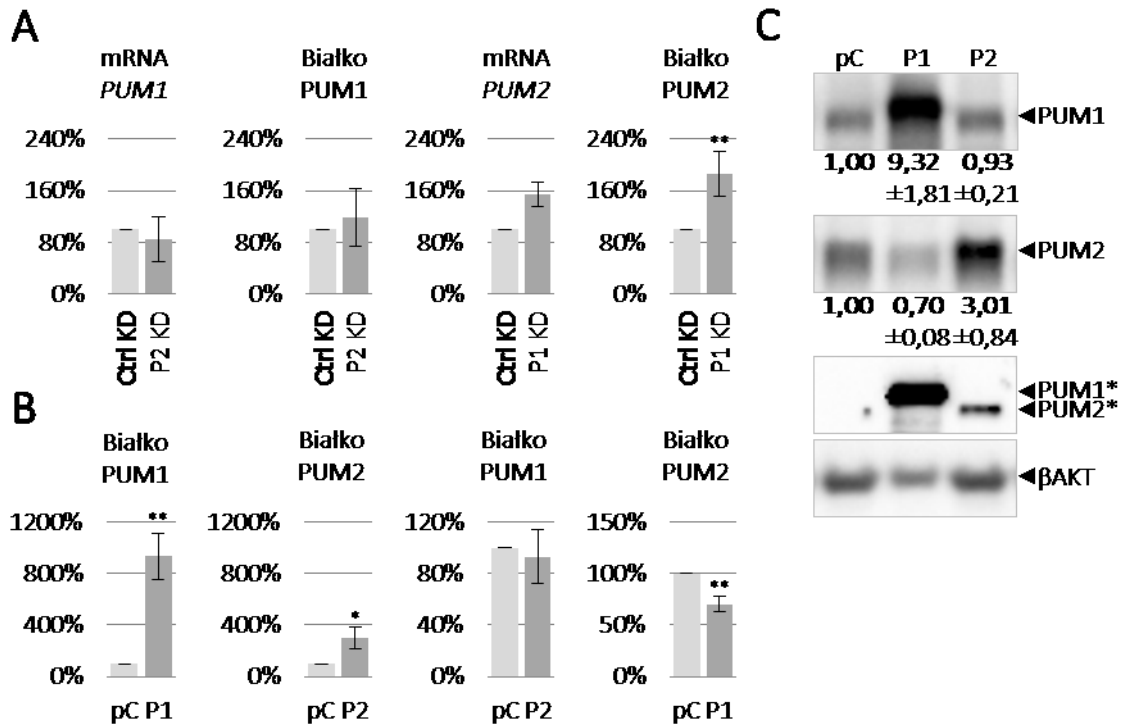 A
mRNA
PUM1
240%
160%
80%
0%
Ctrl KD
P2 KD
Białko
PUM1
240%
160%
80%
0%
Ctrl KD
P2 KD
mRNA
PUM2
240%
160%
80%
0%
Ctrl KD
P1 KD
Białko
PUM2
240%
160%
80%
0%
**
Ctrl KD
P1 KD
B
Białko
PUM1
1200%
800%
400%
0%
**
pC P1
Białko
PUM2
1200%
800%
400%
0%
*
pC P2
Białko
PUM1
120%
80%
40%
0%
pC P2
Białko
PUM2
150%
100%
50%
0%
**
pC P1
C
pC P1 P2
PUM1
1,00 9,32 0,93
±1,81 ±0,21
PUM2
1,00 0,70 3,01
±0,08 ±0,84
PUM1*
PUM2*
βAKT